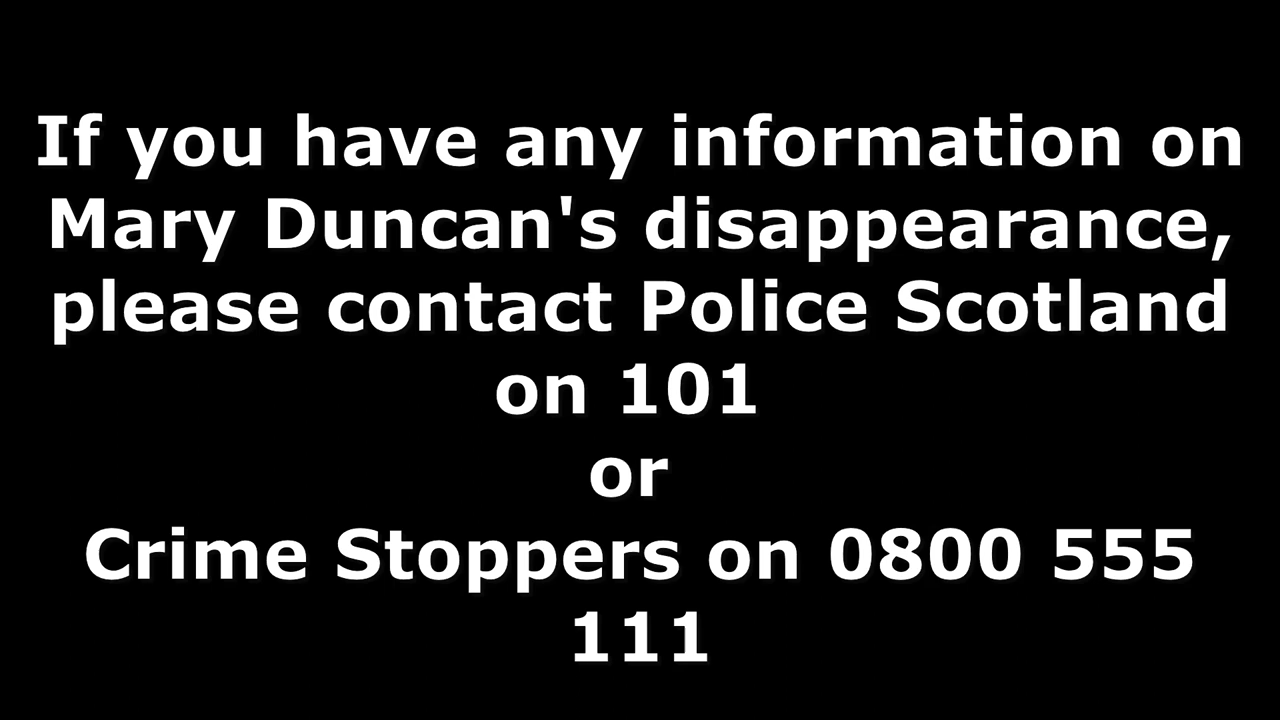 If you have any information on
Mary Duncan's disappearance,
please contact Police Scotland
on 101
or
Crime Stoppers on 0800 555
111